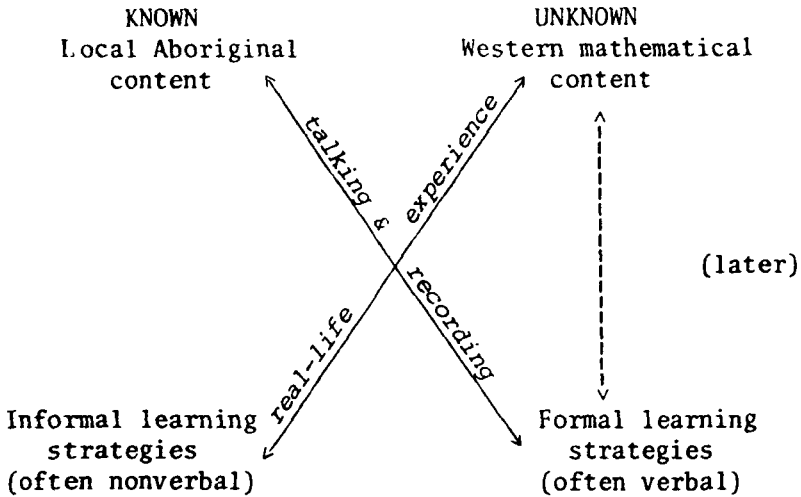 KNOWN
Local Aboriginal
content
UNKNOWN
Western mathematical
content
talking &
recording
real-life
experience
(later)
Informal learning
strategies
(often nonverbal)
Formal learning
strategies
(often verbal)